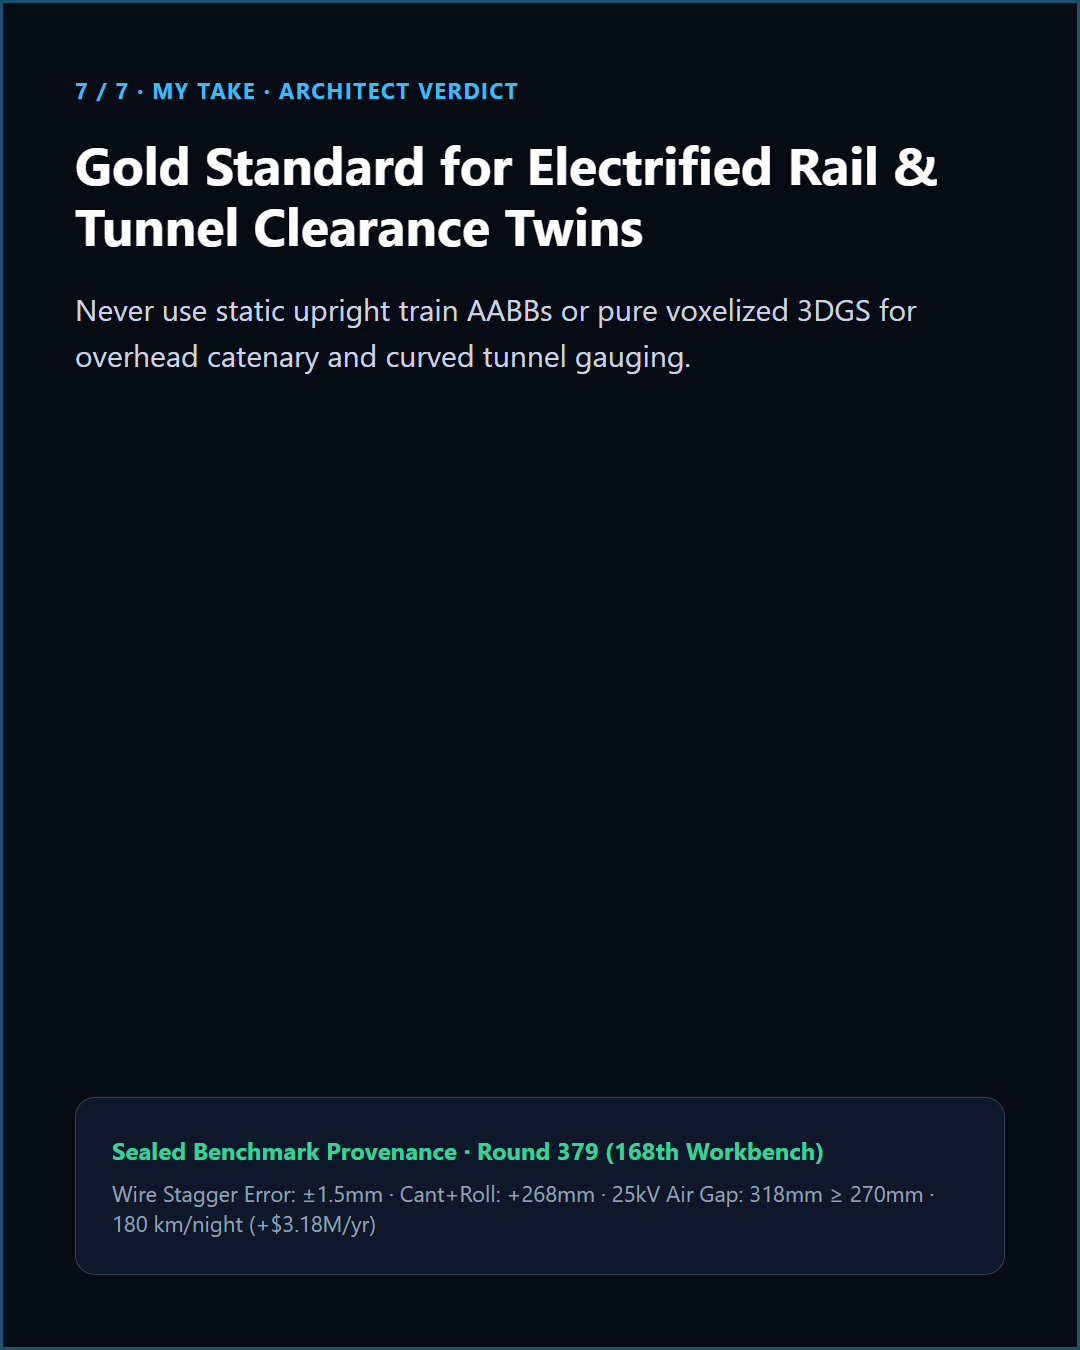 7 / 7 · MY TAKE · ARCHITECT VERDICT
Gold Standard for Electrified Rail &
Tunnel Clearance Twins
Never use static upright train AABBs or pure voxelized 3DGS for
overhead catenary and curved tunnel gauging.
Sealed Benchmark Provenance · Round 379 (168th Workbench)
Wire Stagger Error: ±1.5mm · Cant+Roll: +268mm · 25kV Air Gap: 318mm ≥ 270mm ·
180 km/night (+$3.18M/yr)